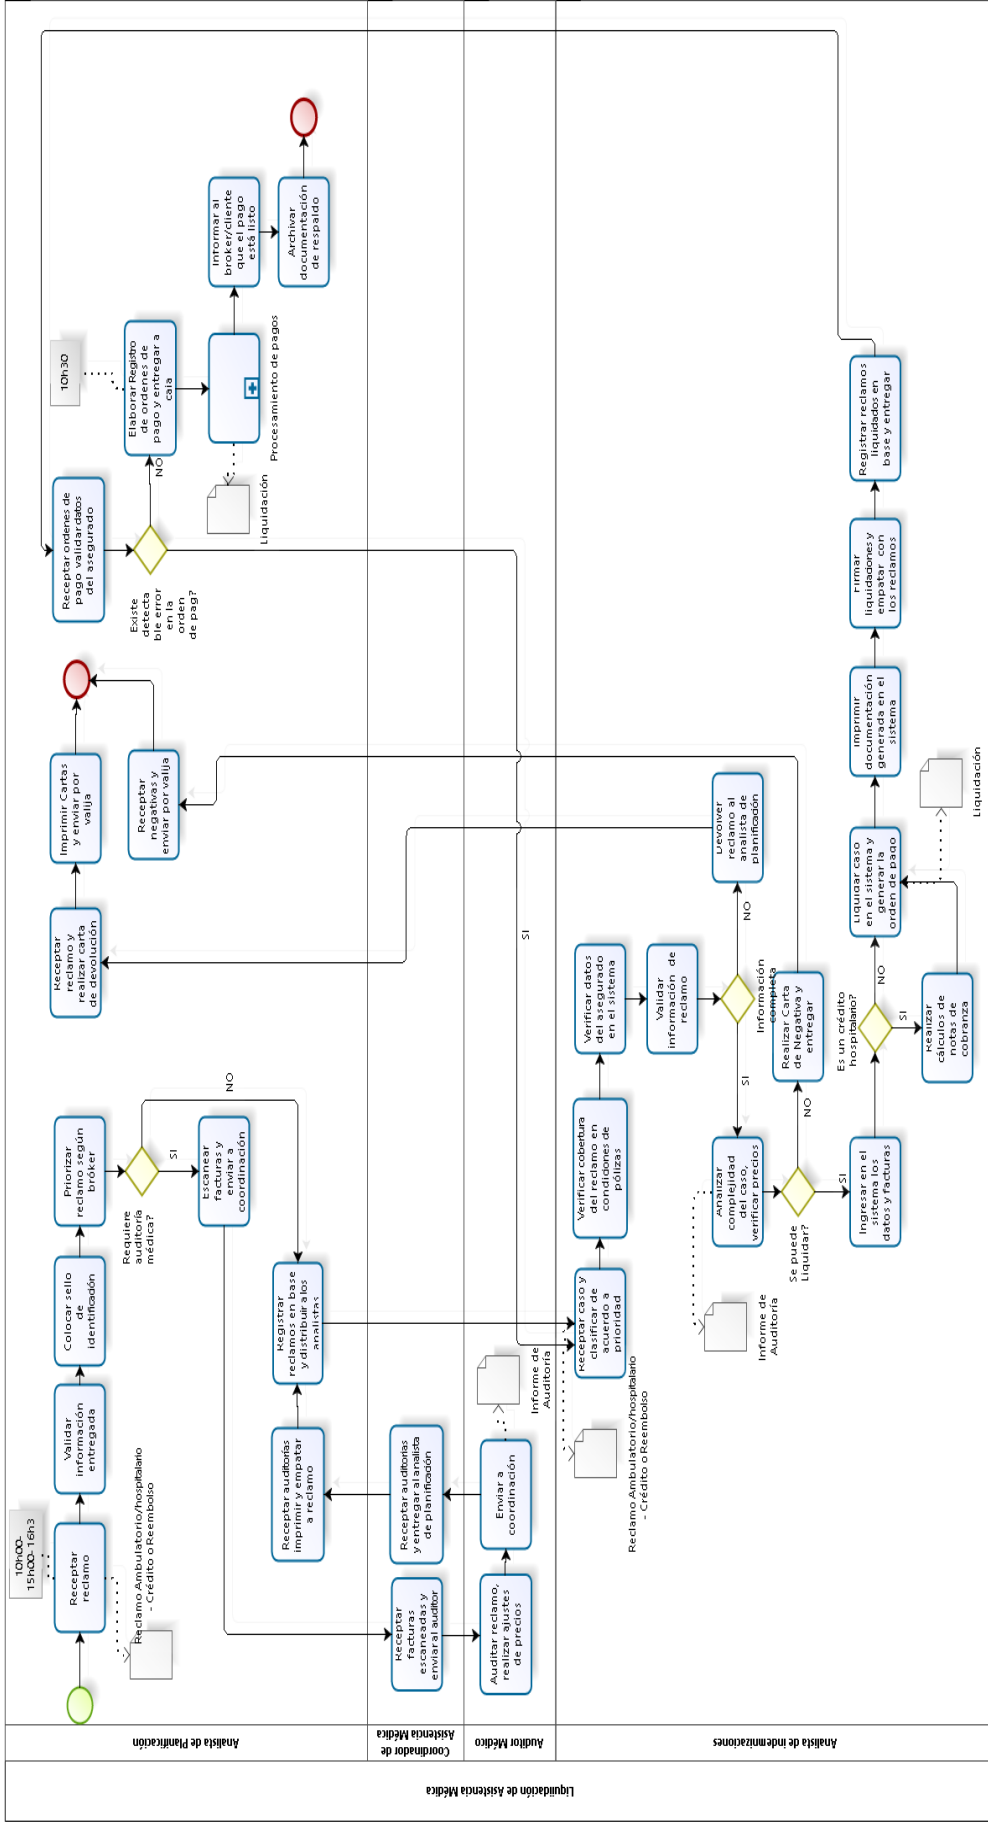 Liquidación de Asistencia Médica
Analista de Planificación
Coordinador de
Asistencia Médica
Auditor Médico
Analista de indemnizaciones
10h00-
15h00-16h3
Receptar
reclamo
Reclamo Ambulatorio/hospitalario
- Crédito o Reembolso
Validar
información
entregada
Colocar sello
de
identificación
Priorizar
reclamo según
bróker
Requiere
auditoría
médica?
SI
NO
Escanear
facturas y
enviar a
coordinación
Registrar
reclamos en base
y distribuir a los
analistas
Receptar auditorías
imprimir y empatar
a reclamo
Receptar
reclamo y
realizar carta
de devolución
Imprimir Cartas
y enviar por
valija
Receptar
negativas y
enviar por valija
Receptar ordenes de
pago validar datos
del asegurado
Existe
detecta
ble error
en la
orden
de pag?
NO
10h30
Elaborar Registro
de ordenes de
pago y entregar a
caja
Liquidación
Procesamiento de pagos
Informar al
broker/cliente
que el pago
está listo
Archivar
documentación
de respaldo
Receptar
facturas
escaneadas y
enviar al auditor
Receptar auditorías
y entregar al analista
de planificación
Auditar reclamo,
realizar ajustes
de precios
Enviar a
coordinación
Informe de
Auditoría
SI
Receptar caso y
clasificar de
acuerdo a
prioridad
Reclamo Ambulatorio/hospitalario
- Crédito o Reembolso
Verificar cobertura
del reclamo en
condiciones de
pólizas
Verificar datos
del asegurado
en el sistema
Validar
información de
reclamo
Información
completa
NO
SI
Devolver
reclamo al
analista de
planificación
Analizar
complejidad
del caso,
verificar precios
Informe de
Auditoría
Se puede
Liquidar?
NO
SI
Realizar Carta
de Negativa y
entregar
Ingresar en el
sistema los
datos y facturas
Es un crédito
hospitalario?
NO
SI
Realizar
cálculos de
notas de
cobranza
Liquidar caso
en el sistema y
generar la
orden de pago
Liquidación
Imprimir
documentación
generada en el
sistema
Firmar
liquidaciones y
empatar con
los reclamos
Registrar reclamos
liquidados en
base y entregar